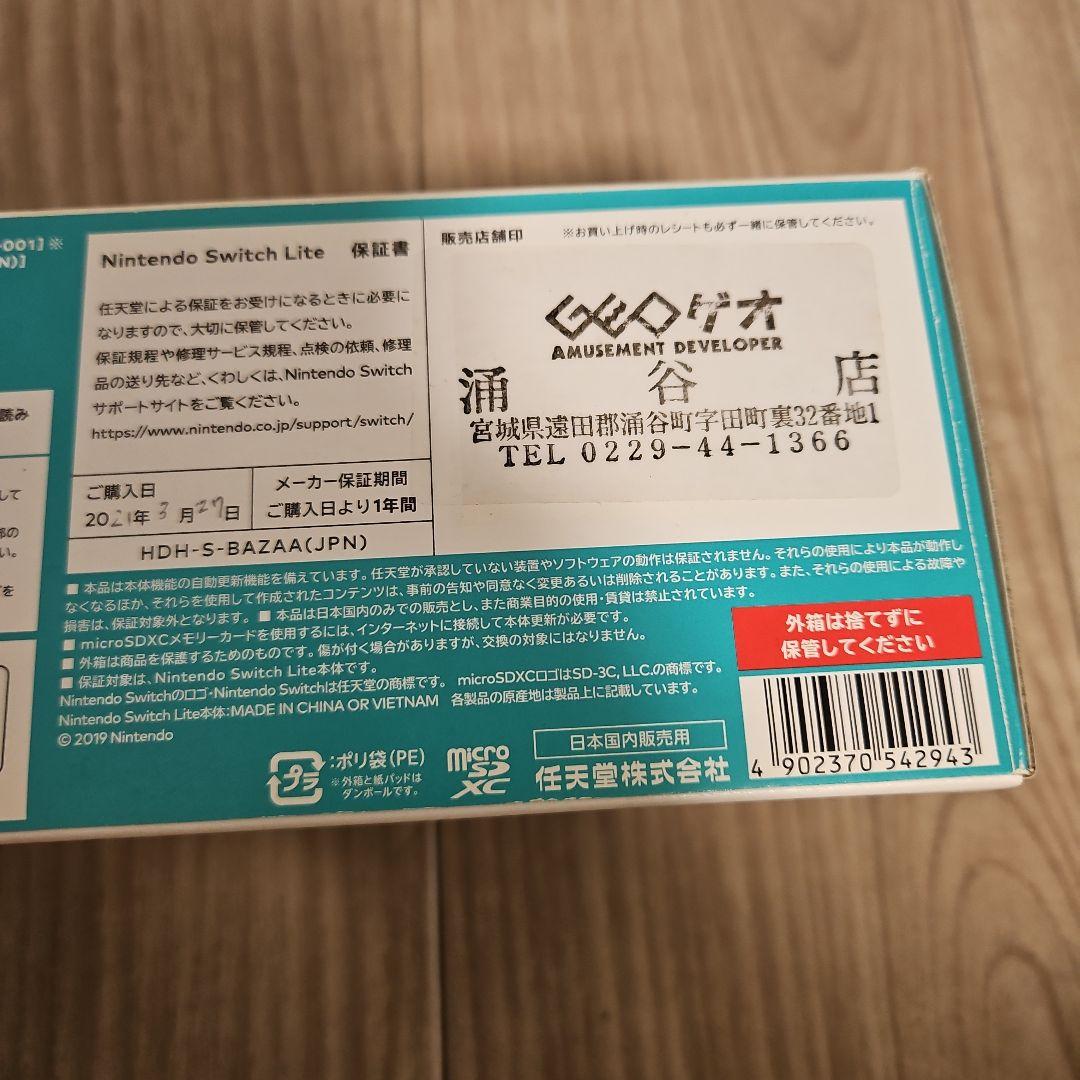 -001]※
N)]
読み
して
部の
い。
を
Nintendo Switch Lite 保証書
任天堂による保証をお受けになるときに必要に
なりますので、大切に保管してください。
保証規程や修理サービス規程、点検の依頼、修理
品の送り先など、くわしくは、Nintendo Switch
サポートサイトをご覧ください。
https://www.nintendo.co.jp/support/switch/
ご購入日
2021年3月27日
メーカー保証期間
ご購入日より1年間
HDH-S-BAZAA(JPN)
販売店舗印
※お買い上げ時のレシートも必ず一緒に保管してください。
GEOゲオ
AMUSEMENT DEVELOPER
涌谷店
宮城県遠田郡涌谷町字田町裏32番地1
TEL 0229-44-1366
■ 本品は本体機能の自動更新機能を備えています。任天堂が承認していない装置やソフトウェアの動作は保証されません。それらの使用により本品が動作し
なくなるほか、それらを使用して作成されたコンテンツは、事前の告知や同意なく変更あるいは削除されることがあります。また、それらの使用による故障や
損害は、保証対象外となります。 ■ 本品は日本国内のみでの販売とし、また商業目的の使用・賃貸は禁止されています。
■ microSDXCメモリーカードを使用するには、インターネットに接続して本体更新が必要です。
■ 外箱は商品を保護するためのものです。傷が付く場合がありますが、交換の対象にはなりません。
■ 保証対象は、Nintendo Switch Lite本体です。
Nintendo Switchのロゴ・Nintendo Switchは任天堂の商標です。 microSDXCロゴはSD-3C, LLC.の商標です。
Nintendo Switch Lite本体:MADE IN CHINA OR VIETNAM 各製品の原産地は製品上に記載しています。
© 2019 Nintendo
外箱は捨てずに
保管してください
プラ
:ポリ袋(PE)
※外箱と紙パッドは
ダンボールです。
micro
SD
XC
日本国内販売用
任天堂株式会社
4 902370 542943